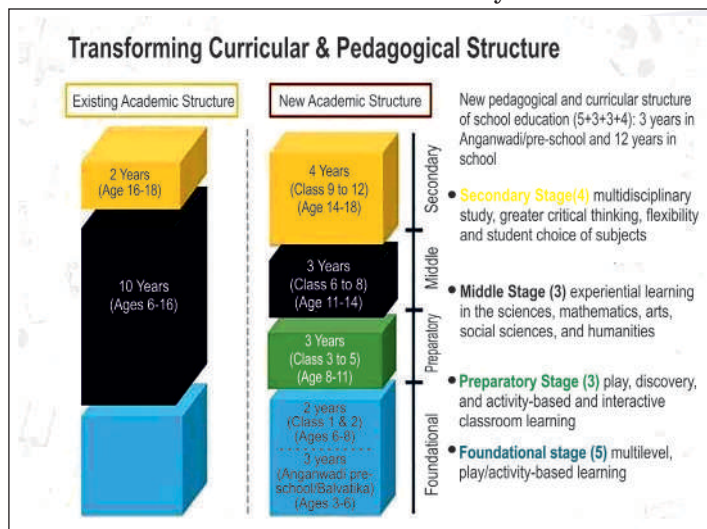 Transforming Curricular & Pedagogical Structure
Existing Academic Structure
New Academic Structure
2 Years
(Age 16-18)
10 Years
(Ages 6-16)
4 Years
(Class 9 to 12)
(Age 14-18)
3 Years
(Class 6 to 8)
(Age 11-14)
3 Years
(Class 3 to 5)
(Age 8-11)
2 years
(Class 1 & 2)
(Ages 6-8)
3 years
(Anganwadi pre-
school/Balvatika)
(Ages 3-6)
Secondary
Middle
Preparatory
Foundational
New pedagogical and curricular structure
of school education (5+3+3+4): 3 years in
Anganwadi/pre-school and 12 years in
school
• Secondary Stage(4) multidisciplinary
study, greater critical thinking, flexibility
and student choice of subjects
• Middle Stage (3) experiential learning
in the sciences, mathematics, arts,
social sciences, and humanities
• Preparatory Stage (3) play, discovery,
and activity-based and interactive
classroom learning
• Foundational stage (5) multilevel,
play/activity-based learning